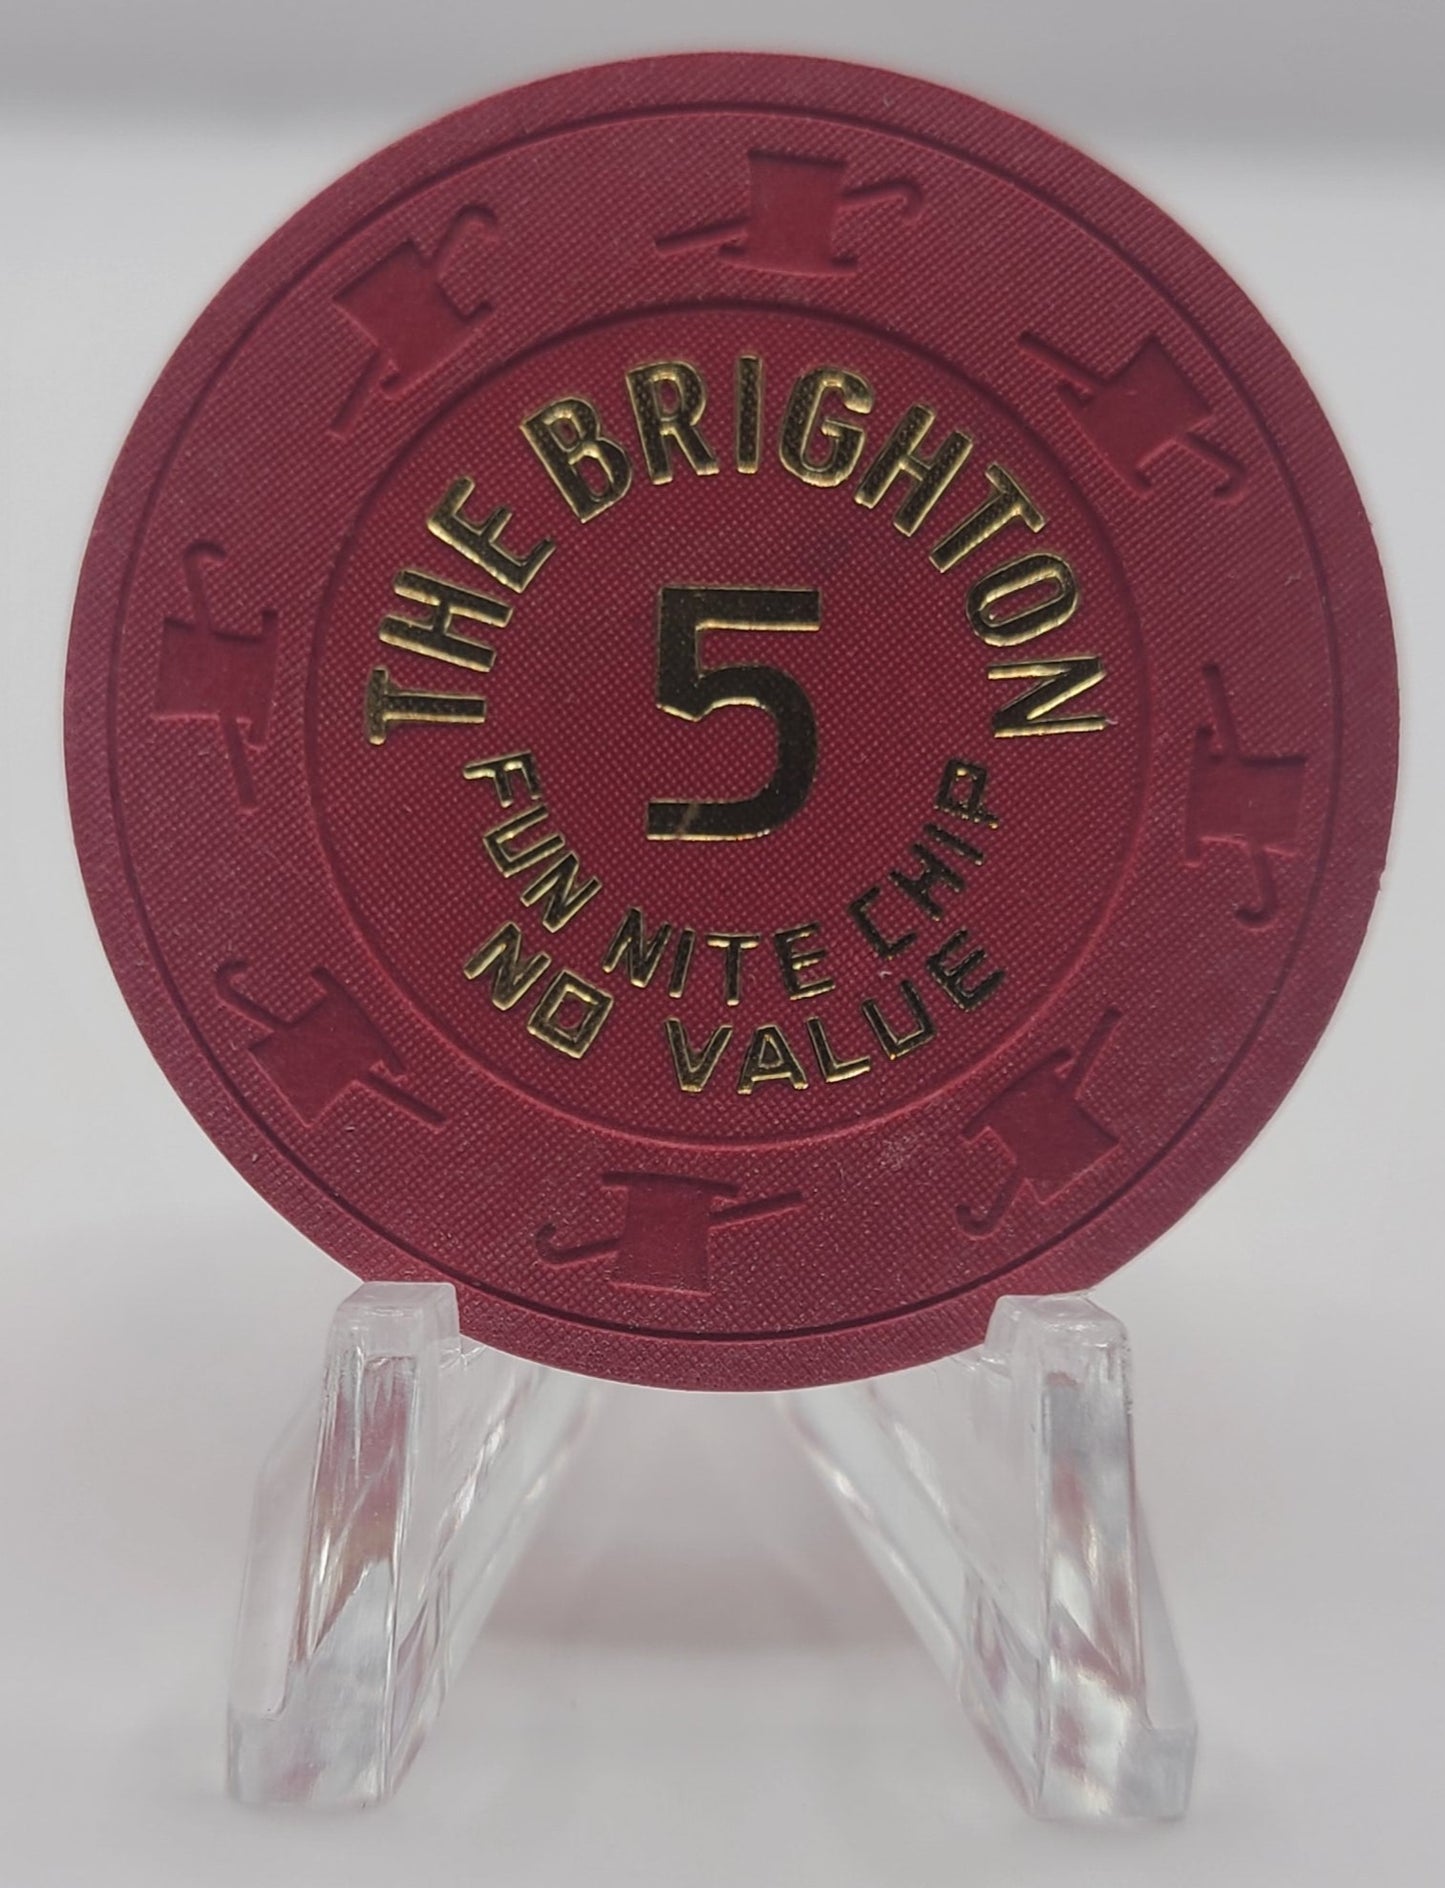 THE BRIGHTON
5
FUN NITE CHIP
NO VALUE